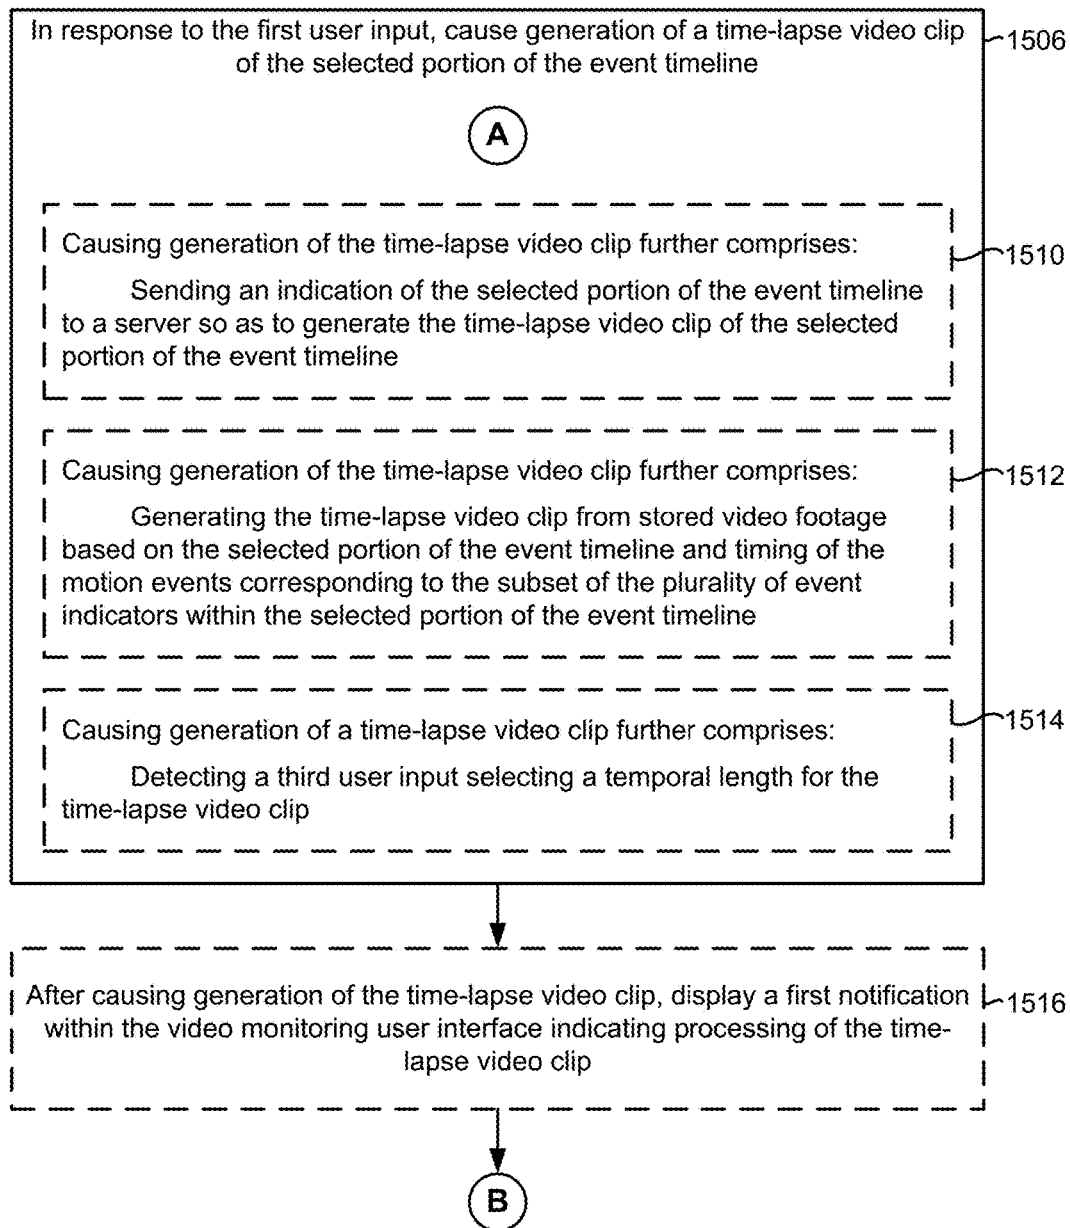 In response to the first user input, cause generation of a time-lapse video clip
of the selected portion of the event timeline
1506
A
Causing generation of the time-lapse video clip further comprises:
1510
Sending an indication of the selected portion of the event timeline
to a server so as to generate the time-lapse video clip of the selected
portion of the event timeline
Causing generation of the time-lapse video clip further comprises:
1512
Generating the time-lapse video clip from stored video footage
based on the selected portion of the event timeline and timing of the
motion events corresponding to the subset of the plurality of event
indicators within the selected portion of the event timeline
Causing generation of a time-lapse video clip further comprises:
1514
Detecting a third user input selecting a temporal length for the
time-lapse video clip
After causing generation of the time-lapse video clip, display a first notification
1516
within the video monitoring user interface indicating processing of the time-
lapse video clip
B